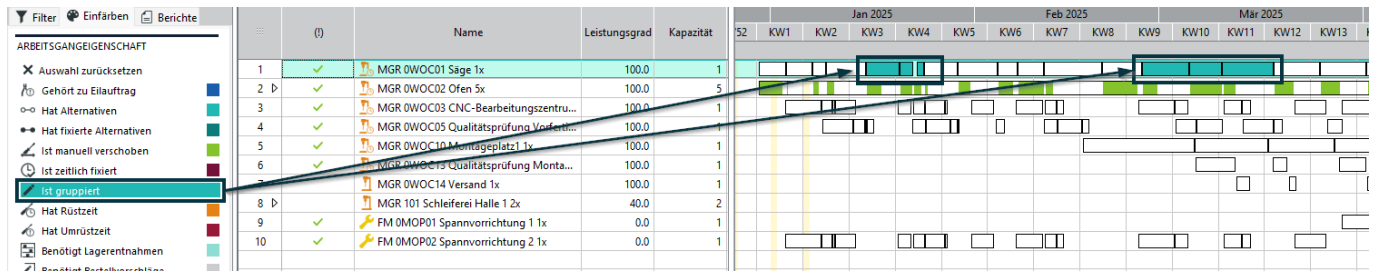 Filter Einfärben Berichte
ARBEITSGANGEIGENSCHAFT
Auswahl zurücksetzen
Gehört zu Eilauftrag
Hat Alternativen
Hat fixierte Alternativen
Ist manuell verschoben
Ist zeitlich fixiert
Ist gruppiert
Hat Rüstzeit
Hat Umrüstzeit
Benötigt Lagerentnahmen
Benötigt Bestellvorschläge
(!) Name Leistungsgrad Kapazität
1 MGR 0WOC01 Säge 1x 100.0 1
2 MGR 0WOC02 Ofen 5x 100.0 5
3 MGR 0WOC03 CNC-Bearbeitungszentru... 100.0 1
4 MGR 0WOC05 Qualitätsprüfung Vorferti... 100.0 1
5 MGR 0WOC10 Montageplatz1 1x 100.0 1
6 MGR 0WOC13 Qualitätsprüfung Monta... 100.0 1
7 MGR 0WOC14 Versand 1x 100.0 1
8 MGR 101 Schleiferei Halle 1 2x 40.0 2
9 FM 0MOP01 Spannvorrichtung 1 1x 0.0 1
10 FM 0MOP02 Spannvorrichtung 2 1x 0.0 1
Jan 2025 Feb 2025 Mär 2025
'52 KW1 KW2 KW3 KW4 KW5 KW6 KW7 KW8 KW9 KW10 KW11 KW12 KW13